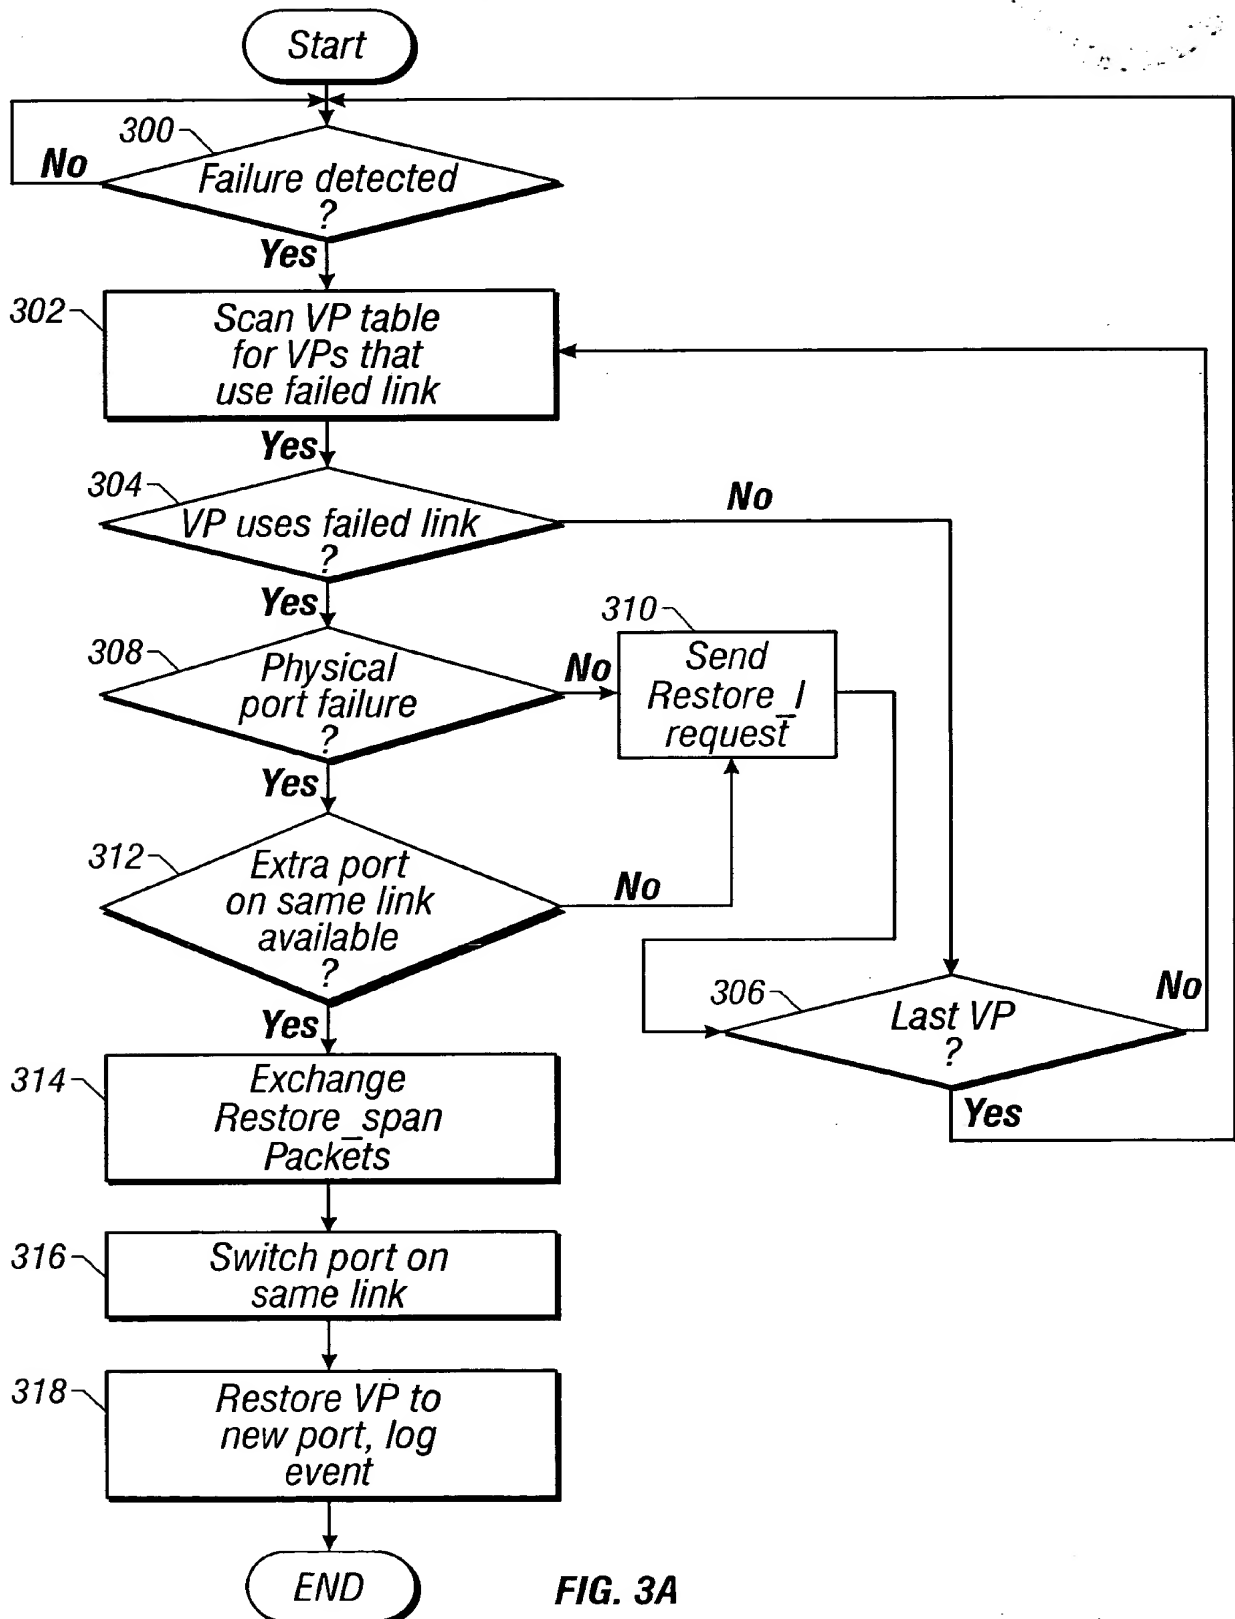 Start
300
No
Failure detected
?
Yes
302
Scan VP table
for VPs that
use failed link
Yes
304
VP uses failed link
?
No
Yes
308
Physical
port failure
?
No
310
Send
Restore_I
request
Yes
312
Extra port
on same link
available
?
No
306
Last VP
?
No
Yes
Yes
314
Exchange
Restore_span
Packets
316
Switch port on
same link
318
Restore VP to
new port, log
event
END
FIG. 3A